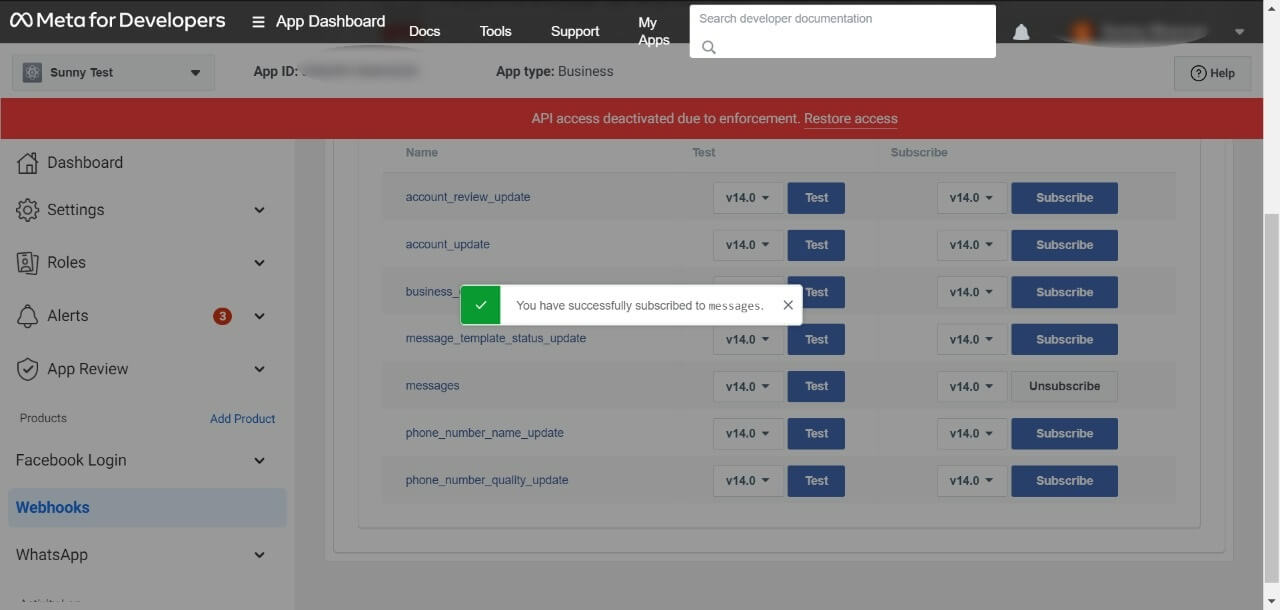 Meta for Developers
App Dashboard
Docs
Tools
Support
My Apps
Search developer documentation
Sunny Test
App ID:
App type: Business
Help
API access deactivated due to enforcement. Restore access
Dashboard
Settings
Roles
Alerts 3
App Review
Products Add Product
Facebook Login
Webhooks
WhatsApp
Name Test Subscribe
account_review_update v14.0 Test v14.0 Subscribe
account_update v14.0 Test v14.0 Subscribe
business_ Test v14.0 Subscribe
You have successfully subscribed to messages.
message_template_status_update v14.0 Test v14.0 Subscribe
messages v14.0 Test v14.0 Unsubscribe
phone_number_name_update v14.0 Test v14.0 Subscribe
phone_number_quality_update v14.0 Test v14.0 Subscribe